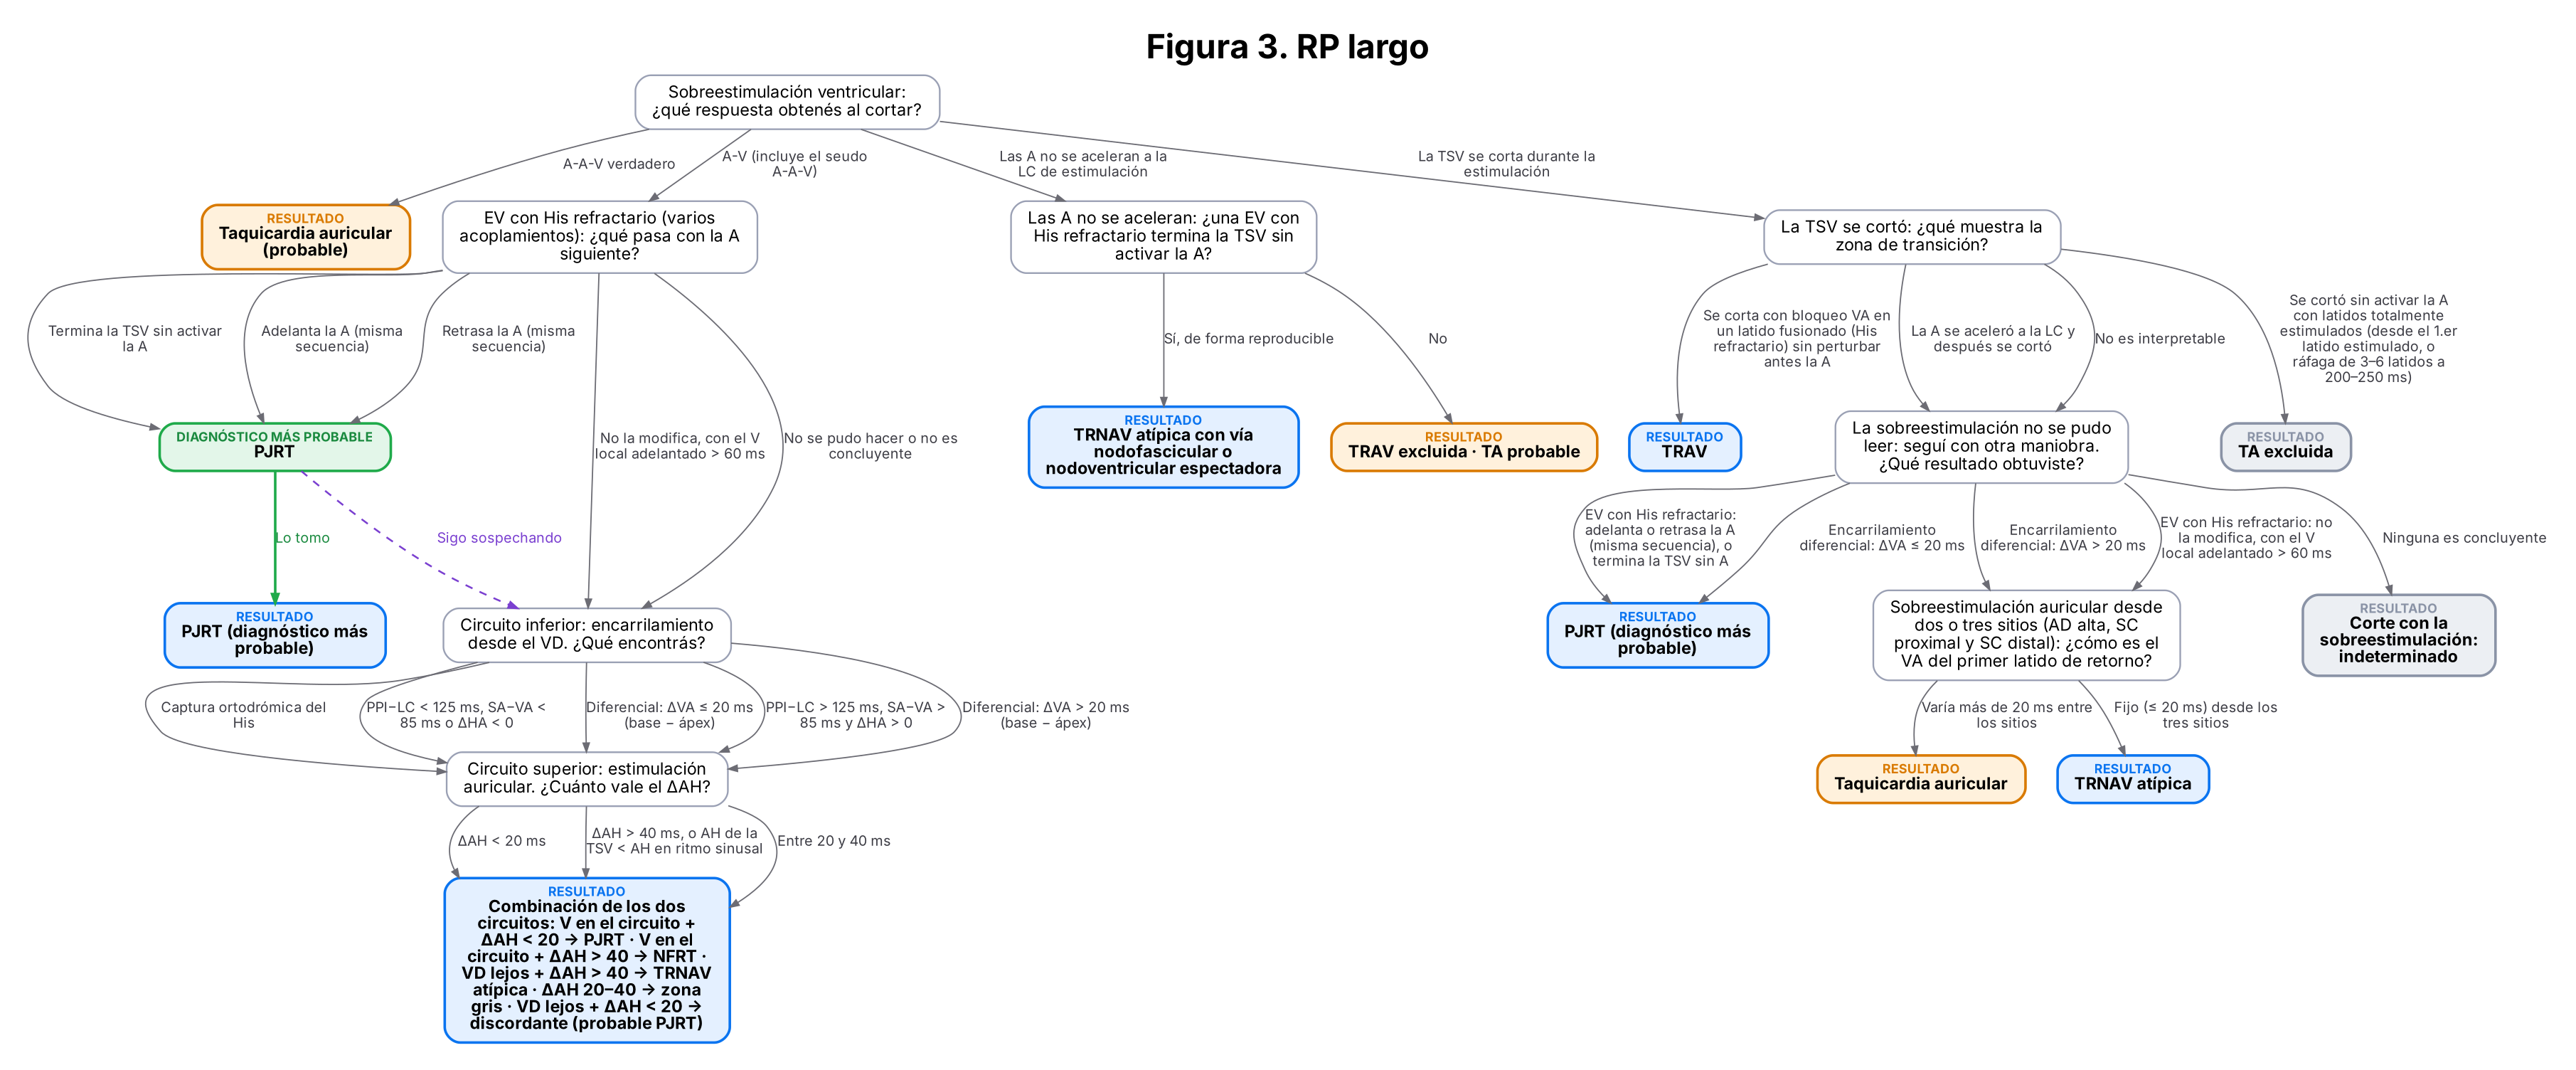 Figura 3. RP largo
Sobreestimulación ventricular:
¿qué respuesta obtenés al cortar?
A-A-V verdadero
A-V (incluye el seudo
A-A-V)
Las A no se aceleran a la
LC de estimulación
La TSV se corta durante la
estimulación
RESULTADO
Taquicardia auricular
(probable)
EV con His refractario (varios
acoplamientos): ¿qué pasa con la A
siguiente?
Las A no se aceleran: ¿una EV con
His refractario termina la TSV sin
activar la A?
La TSV se cortó: ¿qué muestra la
zona de transición?
Termina la TSV sin activar
la A
Adelanta la A (misma
secuencia)
Retrasa la A (misma
secuencia)
No la modifica, con el V
local adelantado > 60 ms
No se pudo hacer o no es
concluyente
Sí, de forma reproducible
No
Se corta con bloqueo VA en
un latido fusionado (His
refractario) sin perturbar
antes la A
La A se aceleró a la LC y
después se cortó
No es interpretable
Se cortó sin activar la A
con latidos totalmente
estimulados (desde el 1.er
latido estimulado, o
ráfaga de 3–6 latidos a
200–250 ms)
DIAGNÓSTICO MÁS PROBABLE
PJRT
RESULTADO
TRNAV atípica con vía
nodofascicular o
nodoventricular espectadora
RESULTADO
TRAV excluida · TA probable
RESULTADO
TRAV
La sobreestimulación no se pudo
leer: seguí con otra maniobra.
¿Qué resultado obtuviste?
RESULTADO
TA excluida
Lo tomo
Sigo sospechando
EV con His refractario:
adelanta o retrasa la A
(misma secuencia), o
termina la TSV sin A
Encarrilamiento
diferencial: ΔVA ≤ 20 ms
Encarrilamiento
diferencial: ΔVA > 20 ms
EV con His refractario: no
la modifica, con el V
local adelantado > 60 ms
Ninguna es concluyente
RESULTADO
PJRT (diagnóstico más
probable)
Circuito inferior: encarrilamiento
desde el VD. ¿Qué encontrás?
RESULTADO
PJRT (diagnóstico más
probable)
Sobreestimulación auricular desde
dos o tres sitios (AD alta, SC
proximal y SC distal): ¿cómo es el
VA del primer latido de retorno?
RESULTADO
Corte con la
sobreestimulación:
indeterminado
Captura ortodrómica del
His
PPI−LC < 125 ms, SA−VA <
85 ms o ΔHA < 0
Diferencial: ΔVA ≤ 20 ms
(base − ápex)
PPI−LC > 125 ms, SA−VA >
85 ms y ΔHA > 0
Diferencial: ΔVA > 20 ms
(base − ápex)
Varía más de 20 ms entre
los sitios
Fijo (≤ 20 ms) desde los
tres sitios
Circuito superior: estimulación
auricular. ¿Cuánto vale el ΔAH?
RESULTADO
Taquicardia auricular
RESULTADO
TRNAV atípica
ΔAH < 20 ms
ΔAH > 40 ms, o AH de la
TSV < AH en ritmo sinusal
Entre 20 y 40 ms
RESULTADO
Combinación de los dos
circuitos: V en el circuito +
ΔAH < 20 → PJRT · V en el
circuito + ΔAH > 40 → NFRT ·
VD lejos + ΔAH > 40 → TRNAV
atípica · ΔAH 20–40 → zona
gris · VD lejos + ΔAH < 20 →
discordante (probable PJRT)